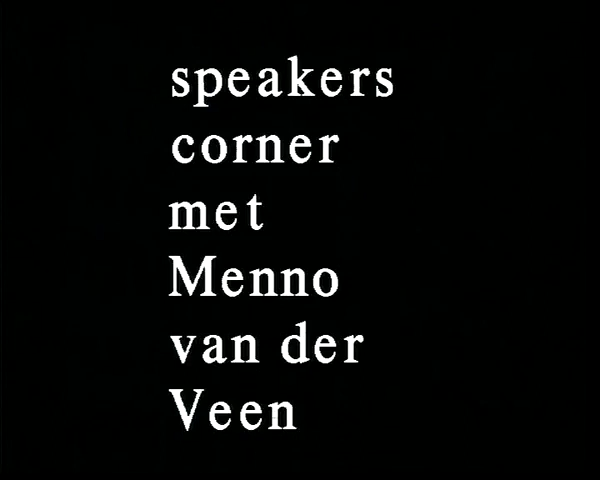 speakers
corner
met
Menno
van der
Veen